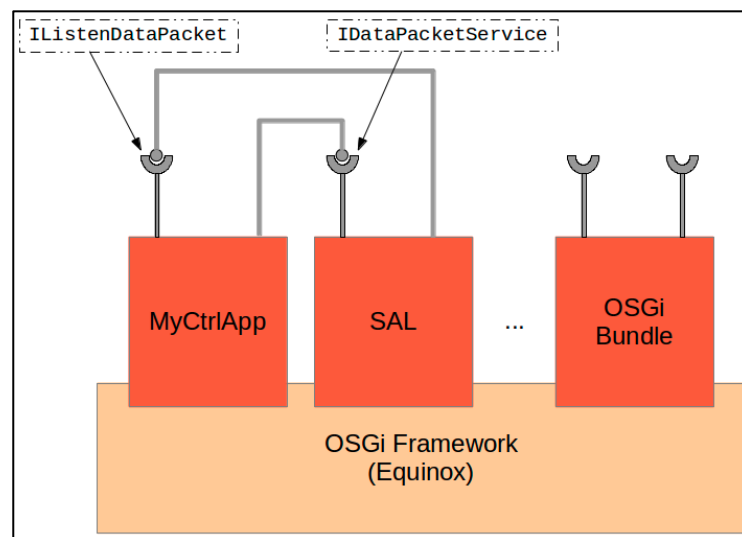 IListenDataPacket
IDataPacketService
MyCtrlApp
SAL
...
OSGi
Bundle
OSGi Framework
(Equinox)